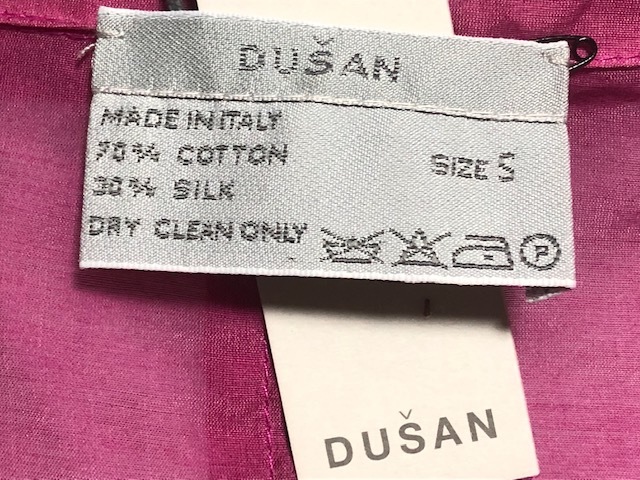 DUŠAN
MADE IN ITALY
70% COTTON
30% SILK
SIZE S
DRY CLEAN ONLY
P
DUŠAN